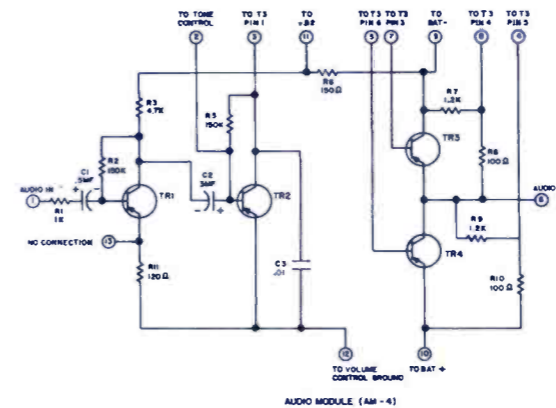 TO TONE CONTROL
2
TO T3 PIN 1
3
TO -B2
11
TO T3 PIN 6
5
TO T3 PIN 3
7
TO BAT-
9
TO T3 PIN 4
TO T3 PIN 5
R6
150Ω
R7
1.2K
R3
4.7K
R5
150K
TR3
R8
100Ω
C1
.5MF
R2
150K
C2
3MF
+
-
-
+
AUDIO IN
1
R1
1K
TR1
TR2
AUDIO
R9
1.2K
NO CONNECTION
13
TR4
R11
120Ω
C3
.01
R10
100Ω
12
TO VOLUME CONTROL GROUND
10
TO BAT +
AUDIO MODULE (AM-4)